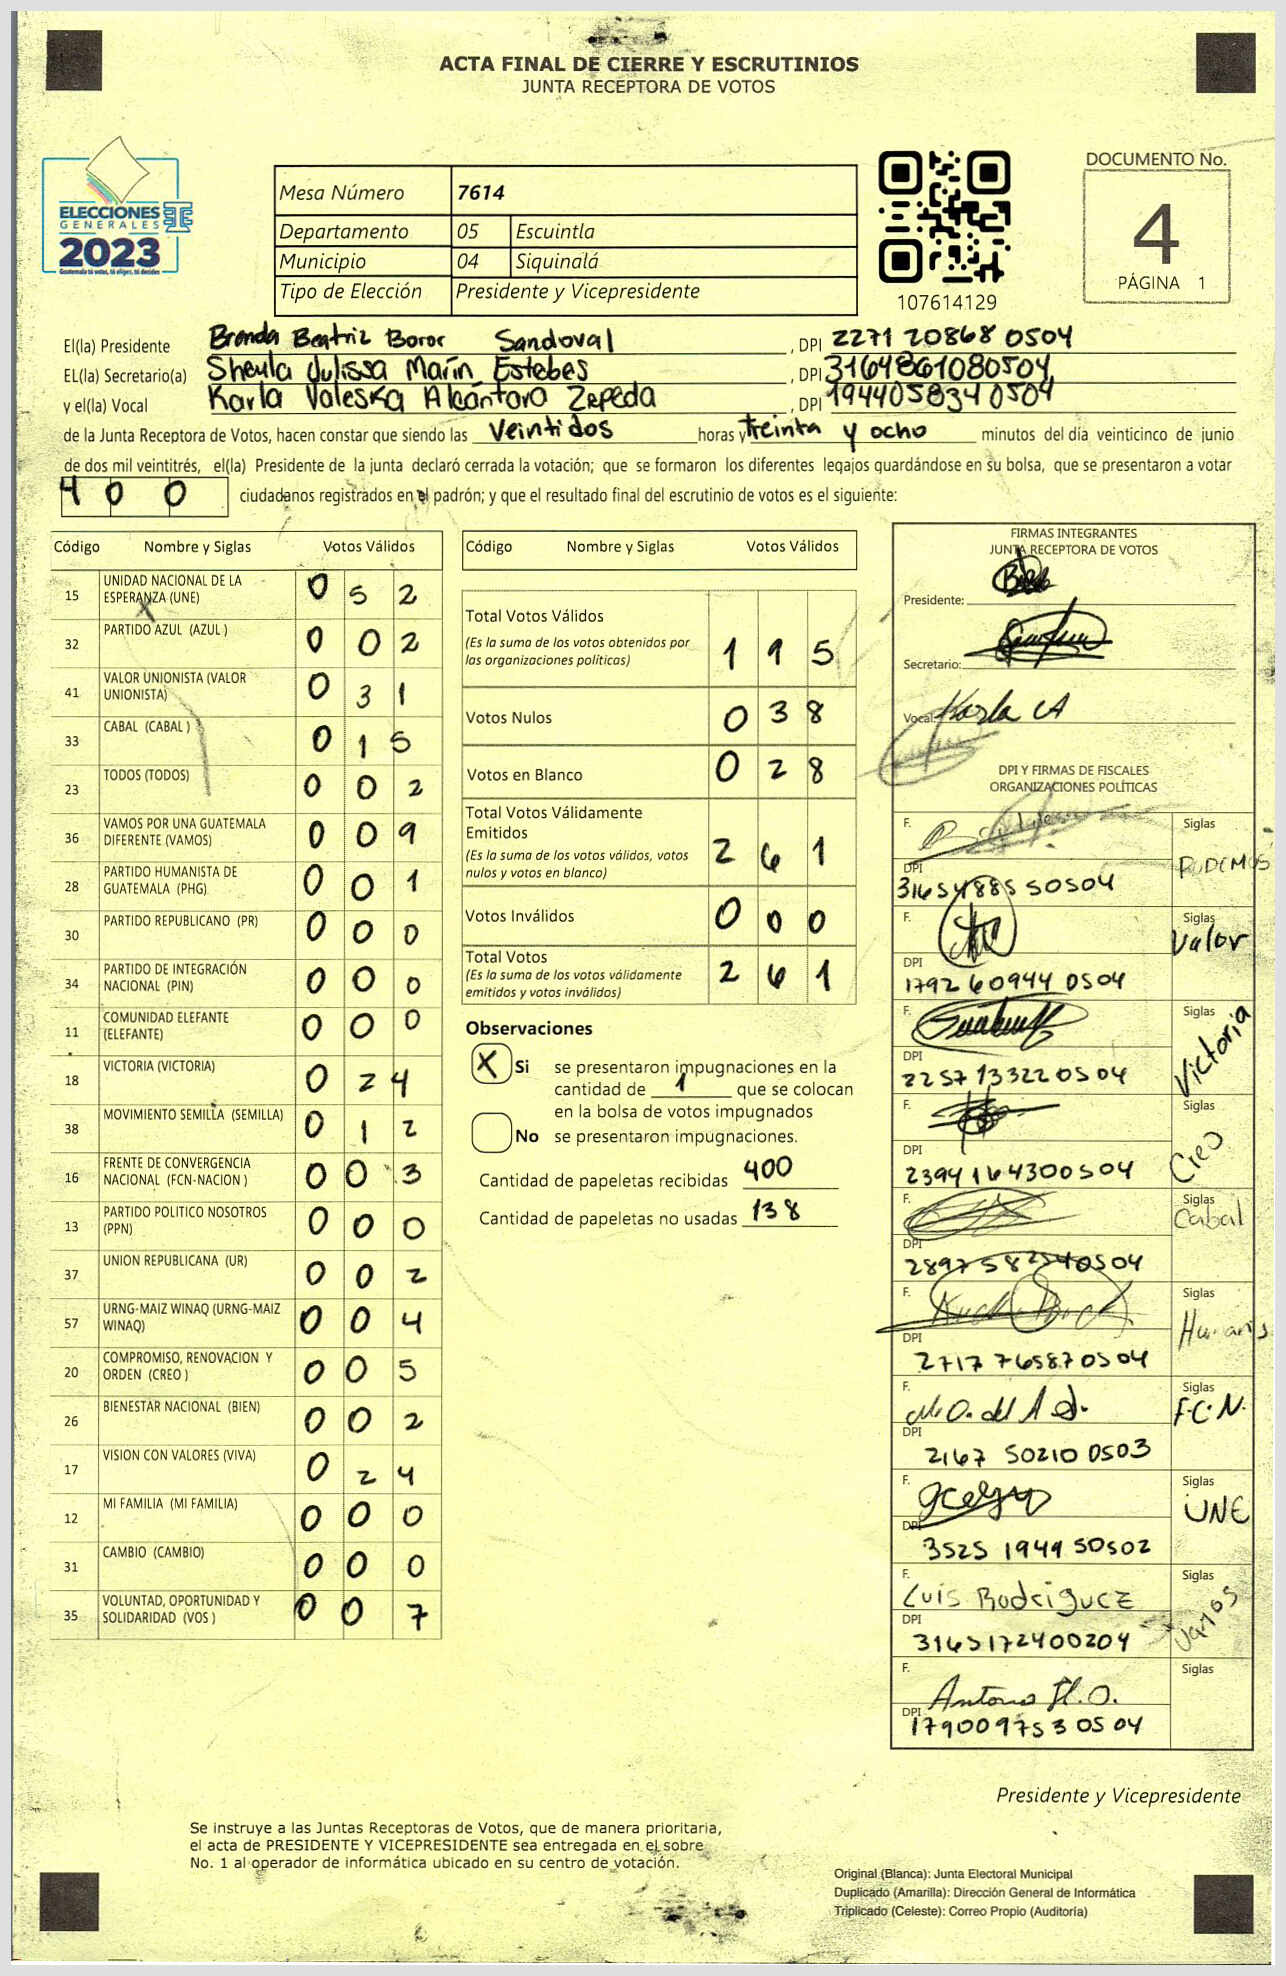 ACTA FINAL DE CIERRE Y ESCRUTINIOS
JUNTA RECEPTORA DE VOTOS
ELECCIONES
GENERALES
2023
Guatemala tú votas, tú eliges, tú decides
Mesa Número 7614
Departamento 05 Escuintla
Municipio 04 Siquinalá
Tipo de Elección Presidente y Vicepresidente
107614129
DOCUMENTO No.
4
PÁGINA 1
El(la) Presidente Brenda Beatriz Boror Sandoval , DPI 2271 20868 0504
EL(la) Secretario(a) Sheyla Julissa Marín Estebes , DPI 3164861080504
y el(la) Vocal Karla Valeska Alcántara Zepeda , DPI 194405834 0504
de la Junta Receptora de Votos, hacen constar que siendo las Veintidos horas y treinta y ocho minutos del día veinticinco de junio
de dos mil veintitrés, el(la) Presidente de la junta declaró cerrada la votación; que se formaron los diferentes legajos guardándose en su bolsa, que se presentaron a votar
400 ciudadanos registrados en el padrón; y que el resultado final del escrutinio de votos es el siguiente:
Código Nombre y Siglas Votos Válidos
15 UNIDAD NACIONAL DE LA
ESPERANZA (UNE) 0 5 2
32 PARTIDO AZUL (AZUL ) 0 0 2
41 VALOR UNIONISTA (VALOR
UNIONISTA) 0 3 1
33 CABAL (CABAL ) 0 1 5
23 TODOS (TODOS) 0 0 2
36 VAMOS POR UNA GUATEMALA
DIFERENTE (VAMOS) 0 0 9
28 PARTIDO HUMANISTA DE
GUATEMALA (PHG) 0 0 1
30 PARTIDO REPUBLICANO (PR) 0 0 0
34 PARTIDO DE INTEGRACIÓN
NACIONAL (PIN) 0 0 0
11 COMUNIDAD ELEFANTE
(ELEFANTE) 0 0 0
18 VICTORIA (VICTORIA) 0 2 4
38 MOVIMIENTO SEMILLA (SEMILLA) 0 1 2
16 FRENTE DE CONVERGENCIA
NACIONAL (FCN-NACION ) 0 0 3
13 PARTIDO POLITICO NOSOTROS
(PPN) 0 0 0
37 UNION REPUBLICANA (UR) 0 0 2
57 URNG-MAIZ WINAQ (URNG-MAIZ
WINAQ) 0 0 4
20 COMPROMISO, RENOVACION Y
ORDEN (CREO ) 0 0 5
26 BIENESTAR NACIONAL (BIEN) 0 0 2
17 VISION CON VALORES (VIVA) 0 2 4
12 MI FAMILIA (MI FAMILIA) 0 0 0
31 CAMBIO (CAMBIO) 0 0 0
35 VOLUNTAD, OPORTUNIDAD Y
SOLIDARIDAD (VOS ) 0 0 7
Código Nombre y Siglas Votos Válidos
Total Votos Válidos
(Es la suma de los votos obtenidos por
las organizaciones políticas) 1 9 5
Votos Nulos 0 3 8
Votos en Blanco 0 2 8
Total Votos Válidamente
Emitidos
(Es la suma de los votos válidos, votos
nulos y votos en blanco) 2 6 1
Votos Inválidos 0 0 0
Total Votos
(Es la suma de los votos válidamente
emitidos y votos inválidos) 2 6 1
Observaciones
X Si se presentaron impugnaciones en la
cantidad de 1 que se colocan
en la bolsa de votos impugnados
No se presentaron impugnaciones.
Cantidad de papeletas recibidas 400
Cantidad de papeletas no usadas 138
FIRMAS INTEGRANTES
JUNTA RECEPTORA DE VOTOS
Presidente:
Secretario:
Vocal: Karla CA
DPI Y FIRMAS DE FISCALES
ORGANIZACIONES POLÍTICAS
F. Siglas PODEMOS
DPI 31654885 50504
F. Siglas Valor
DPI 1792 60944 0504
F. Siglas Victoria
DPI 2257 13322 0504
F. Siglas Creo
DPI 2394 164300504
F. Siglas Cabal
DPI 2897582540504
F. Siglas Humanis
DPI 2717 76587 0504
F. Siglas F.C.N.
DPI 2167 50210 0503
F. Siglas UNE
DPI 3525 1949 50502
F. Luis Rodriguez Siglas Vamos
DPI 3165172400204
F. Antonio H.O. Siglas
DPI 179009753 0504
Presidente y Vicepresidente
Se instruye a las Juntas Receptoras de Votos, que de manera prioritaria,
el acta de PRESIDENTE Y VICEPRESIDENTE sea entregada en el sobre
No. 1 al operador de informática ubicado en su centro de votación.
Original (Blanca): Junta Electoral Municipal
Duplicado (Amarilla): Dirección General de Informática
Triplicado (Celeste): Correo Propio (Auditoría)